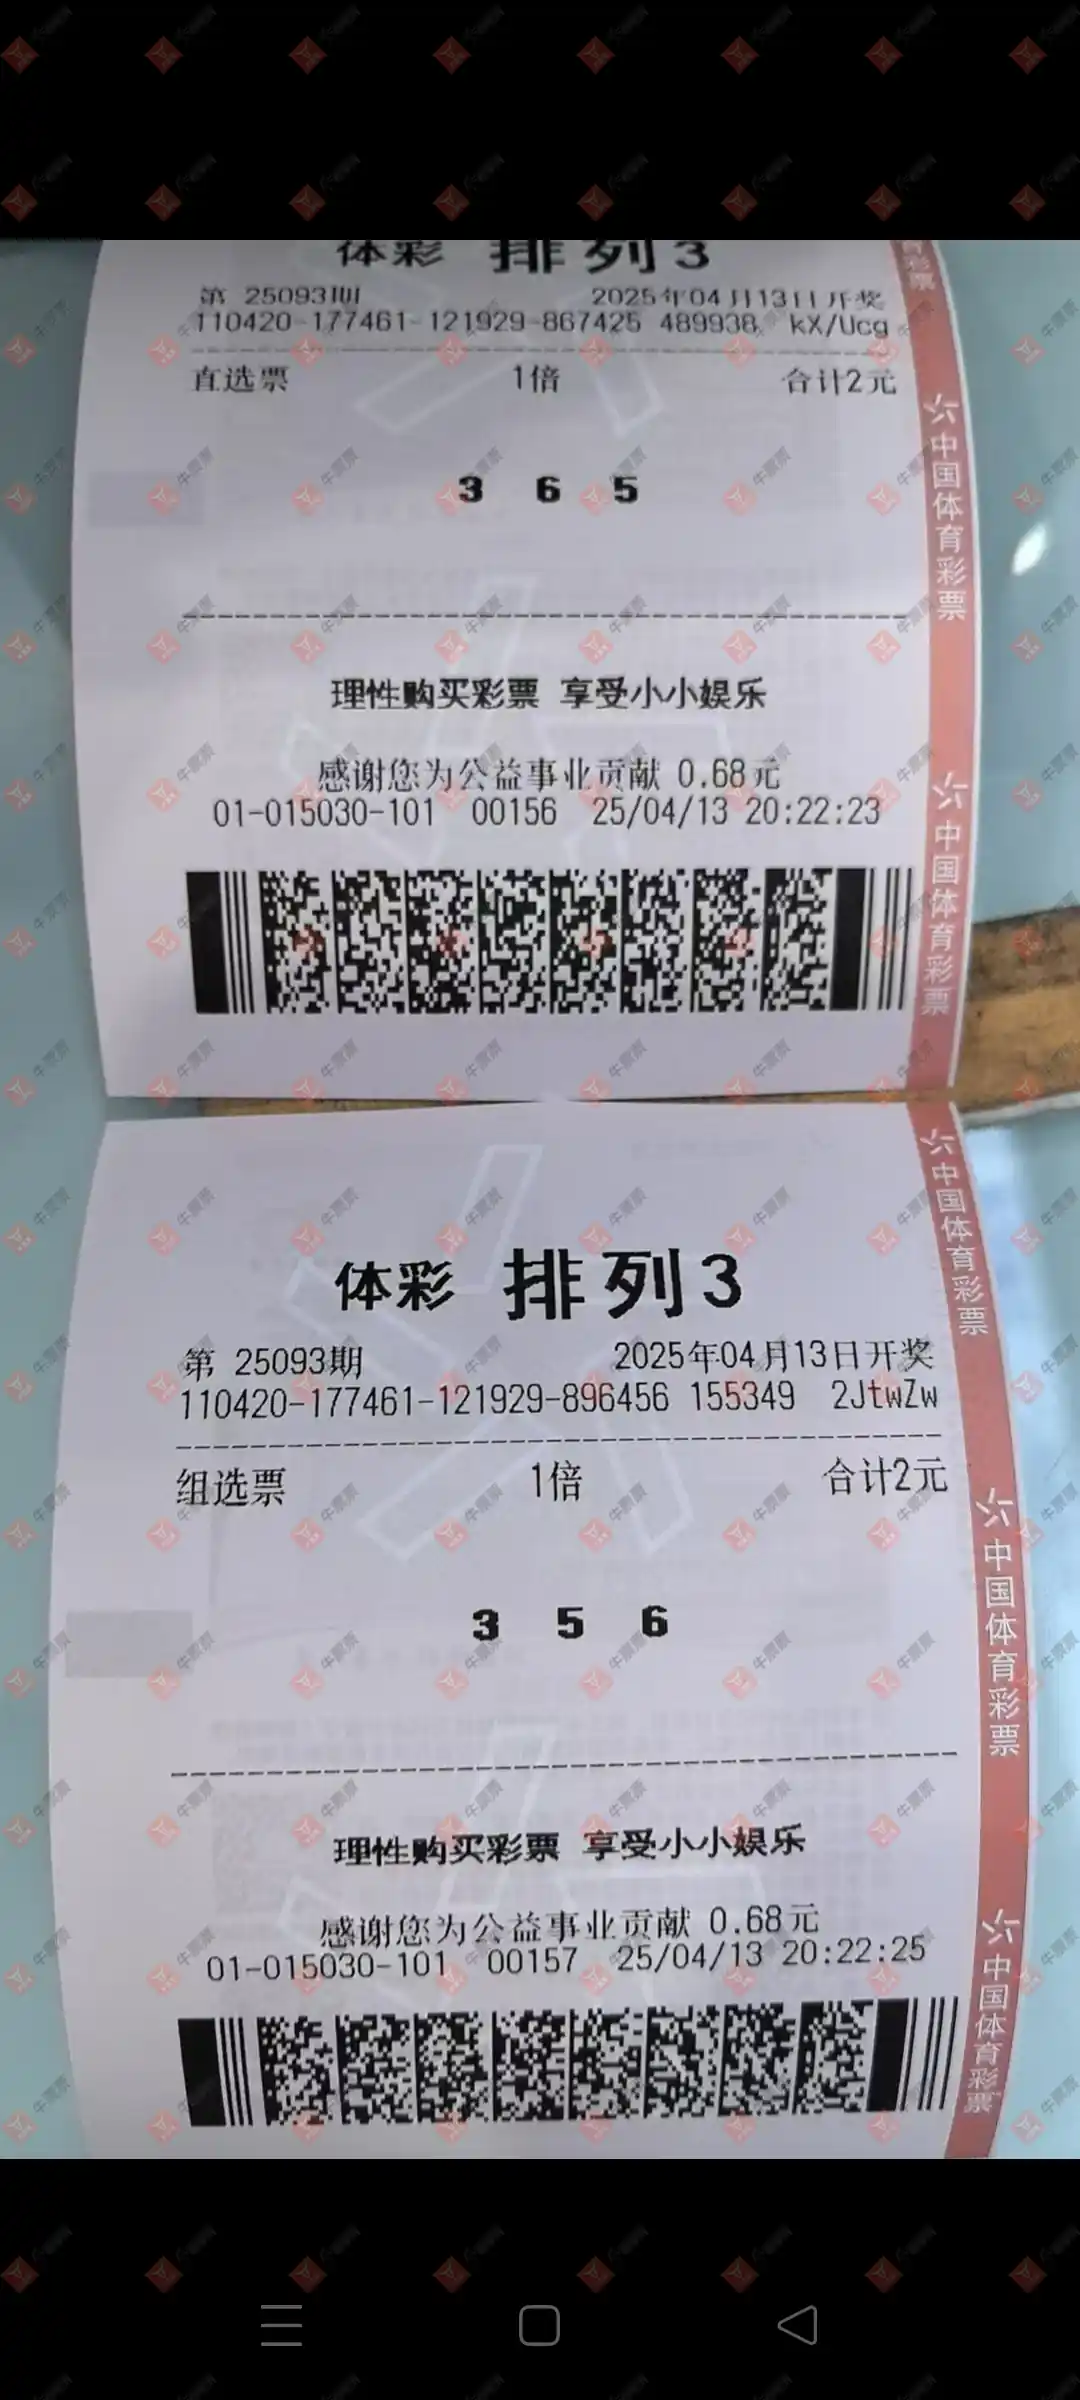 体彩 排列3
第 25093期 2025年04月13日开奖
110420-177461-121929-867425 489938 kX/Ucg
直选票 1倍 合计2元
3 6 5
理性购买彩票 享受小小娱乐
感谢您为公益事业贡献 0.68元
01-015030-101 00156 25/04/13 20:22:23
育彩票
中国体育彩票
中国体育彩票
体彩 排列3
第 25093期 2025年04月13日开奖
110420-177461-121929-896456 155349 2JtwZw
组选票 1倍 合计2元
3 5 6
理性购买彩票 享受小小娱乐
感谢您为公益事业贡献 0.68元
01-015030-101 00157 25/04/13 20:22:25
中国体育彩票
中国体育彩票
中国体育彩票
牛票票